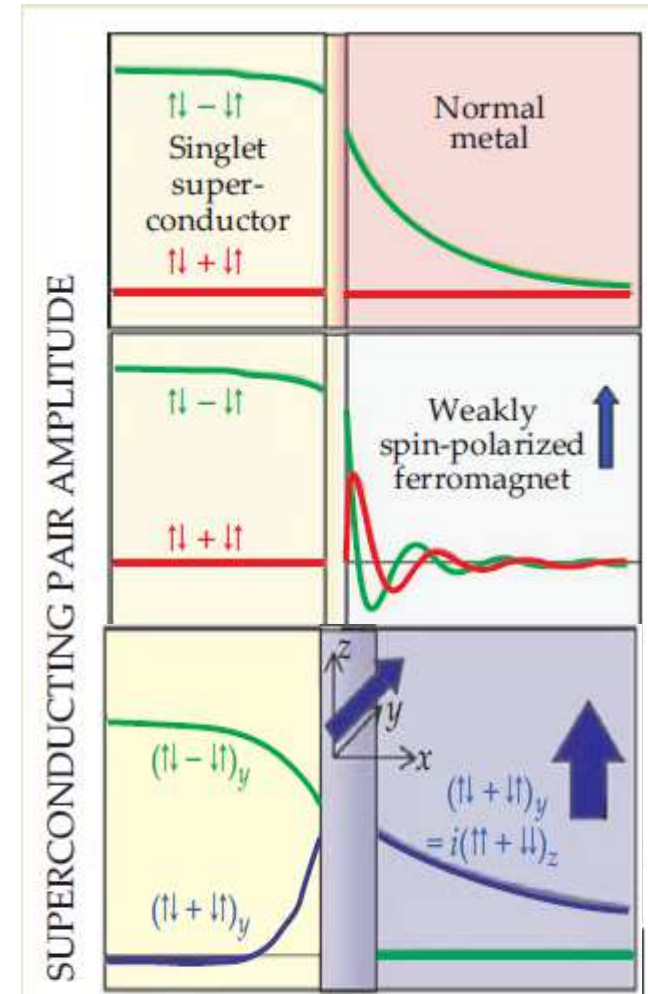 SUPERCONDUCTING PAIR AMPLITUDE
↑↓ − ↓↑
Singlet
super-
conductor
↑↓ + ↓↑
Normal
metal
↑↓ − ↓↑
↑↓ + ↓↑
Weakly
spin-polarized
ferromagnet
(↑↓ − ↓↑)y
(↑↓ + ↓↑)y
z
y
x
(↑↓ + ↓↑)y
= i(↑↑ + ↓↓)z